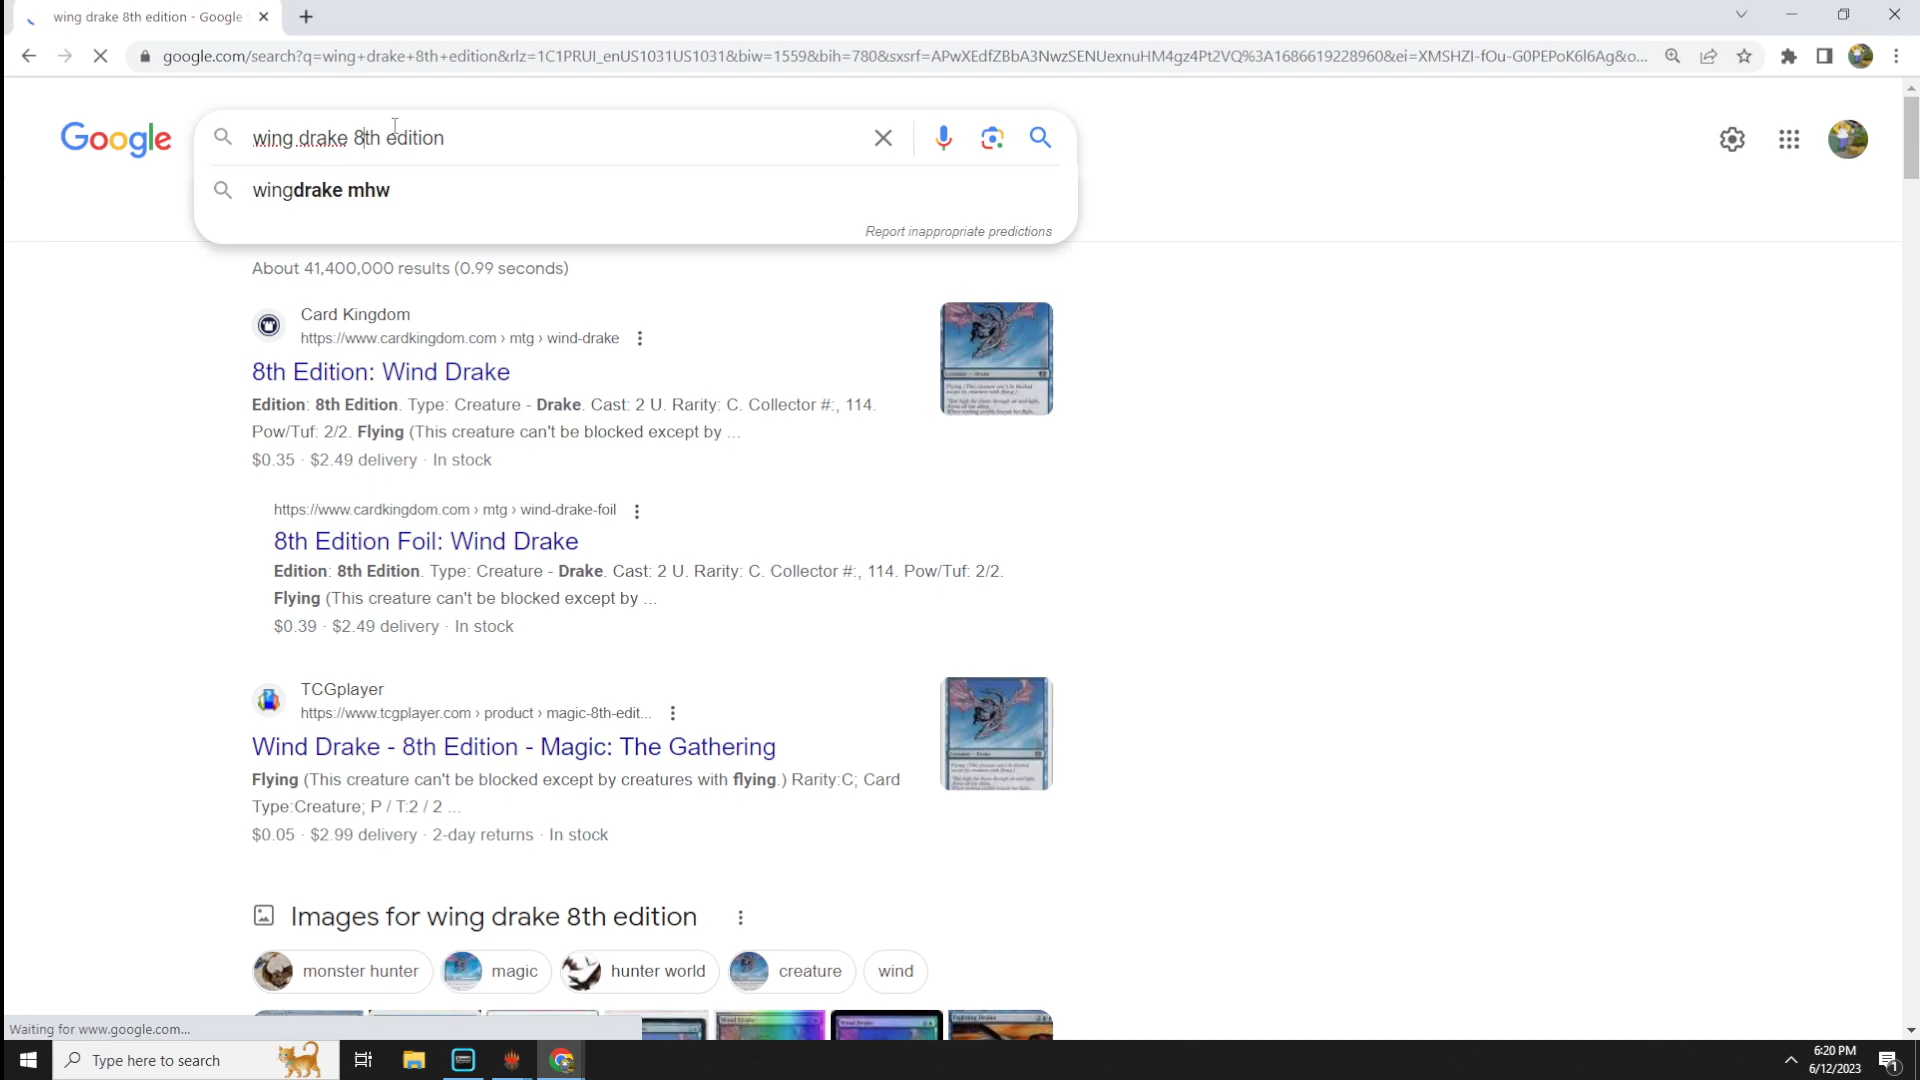 wing drake 8th edition - Google
google.com/search?q=wing+drake+8th+edition&rlz=1C1PRUI_enUS1031US1031&biw=1559&bih=780&sxsrf=APwXEdfZBbA3NwzSENUexnuHM4gz4Pt2VQ%3A1686619228960&ei=XMSHZI-fOu-G0PEPoK6l6Ag&o...
Google
wing drake 8th edition
wingdrake mhw
Report inappropriate predictions
About 41,400,000 results (0.99 seconds)
Card Kingdom
https://www.cardkingdom.com › mtg › wind-drake
8th Edition: Wind Drake
Edition: 8th Edition. Type: Creature - Drake. Cast: 2 U. Rarity: C. Collector #:, 114.
Pow/Tuf: 2/2. Flying (This creature can't be blocked except by ...
$0.35 · $2.49 delivery · In stock
https://www.cardkingdom.com › mtg › wind-drake-foil
8th Edition Foil: Wind Drake
Edition: 8th Edition. Type: Creature - Drake. Cast: 2 U. Rarity: C. Collector #:, 114. Pow/Tuf: 2/2.
Flying (This creature can't be blocked except by ...
$0.39 · $2.49 delivery · In stock
TCGplayer
https://www.tcgplayer.com › product › magic-8th-edit...
Wind Drake - 8th Edition - Magic: The Gathering
Flying (This creature can't be blocked except by creatures with flying.) Rarity:C; Card
Type:Creature; P / T:2 / 2 ...
$0.05 · $2.99 delivery · 2-day returns · In stock
Images for wing drake 8th edition
monster hunter
magic
hunter world
creature
wind
Wind Drake
Wind Drake
Fighting Drake
Waiting for www.google.com...
Type here to search
6:20 PM
6/12/2023
1